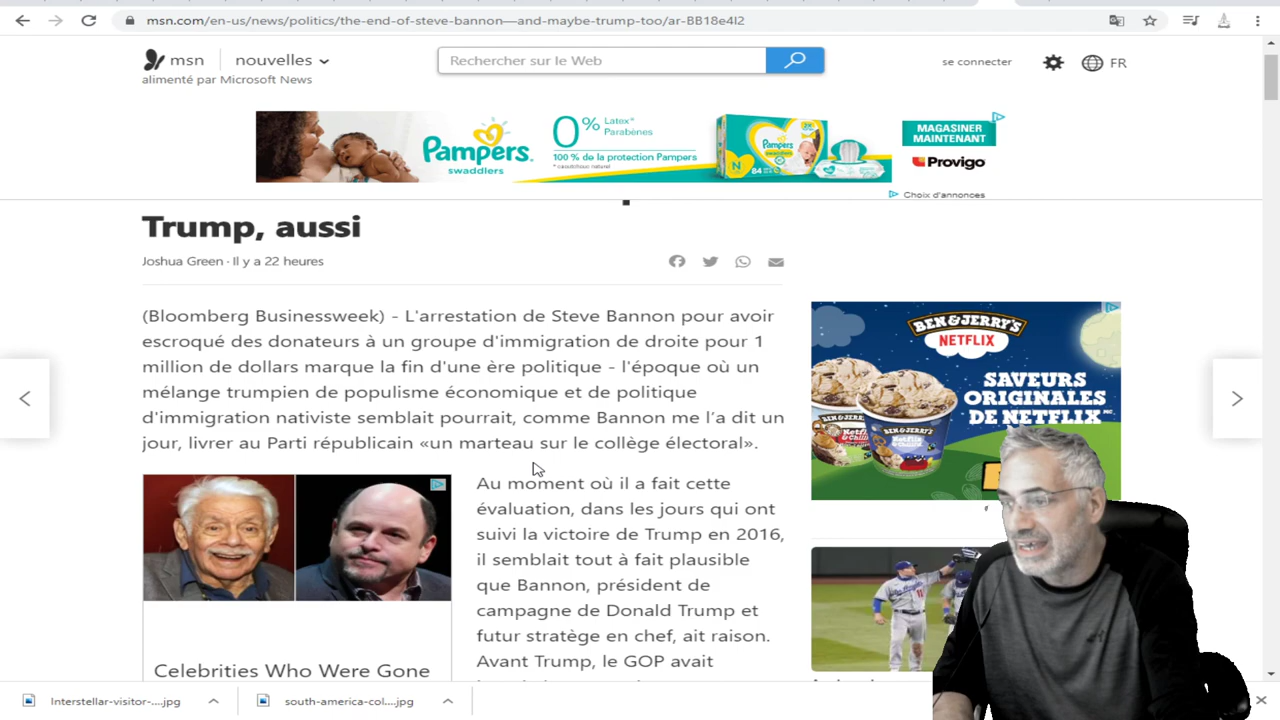 msn.com/en-us/news/politics/the-end-of-steve-bannon—and-maybe-trump-too/ar-BB18e4l2
msn
nouvelles
alimenté par Microsoft News
Rechercher sur le Web
se connecter
FR
Pampers.
swaddlers
0%
Latex*
Parabènes
100 % de la protection Pampers
* caoutchouc naturel
Pampers
N
84
MAGASINER
MAINTENANT
Provigo
Choix d'annonces
Trump, aussi
Joshua Green · Il y a 22 heures
(Bloomberg Businessweek) - L'arrestation de Steve Bannon pour avoir
escroqué des donateurs à un groupe d'immigration de droite pour 1
million de dollars marque la fin d'une ère politique - l'époque où un
mélange trumpien de populisme économique et de politique
d'immigration nativiste semblait pourrait, comme Bannon me l'a dit un
jour, livrer au Parti républicain «un marteau sur le collège électoral».
Au moment où il a fait cette
évaluation, dans les jours qui ont
suivi la victoire de Trump en 2016,
il semblait tout à fait plausible
que Bannon, président de
campagne de Donald Trump et
futur stratège en chef, ait raison.
Avant Trump, le GOP avait
Celebrities Who Were Gone
BEN & JERRY'S
NETFLIX
SAVEURS
ORIGINALES
DE NETFLIX
BEN & JERRY'S
Netflix
& Chilll'd
11
Interstellar-visitor-....jpg
south-america-col....jpg